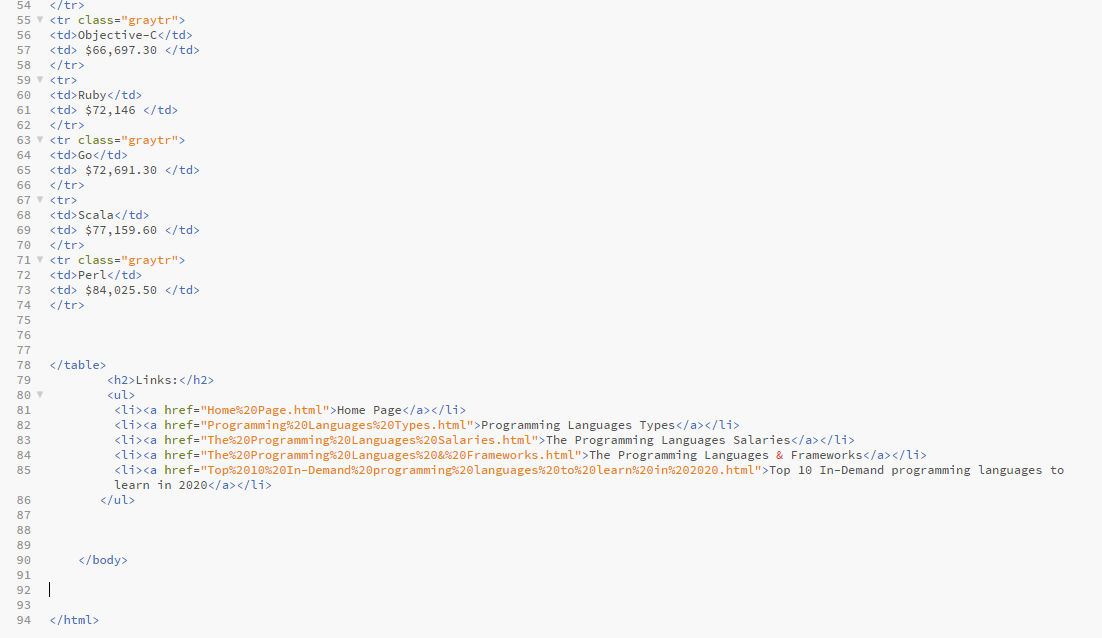 54 </tr>
55 <tr class="graytr">
56 <td>Objective-C</td>
57 <td> $66,697.30 </td>
58 </tr>
59 <tr>
60 <td>Ruby</td>
61 <td> $72,146 </td>
62 </tr>
63 <tr class="graytr">
64 <td>Go</td>
65 <td> $72,691.30 </td>
66 </tr>
67 <tr>
68 <td>Scala</td>
69 <td> $77,159.60 </td>
70 </tr>
71 <tr class="graytr">
72 <td>Perl</td>
73 <td> $84,025.50 </td>
74 </tr>
75
76
77
78 </table>
79 <h2>Links:</h2>
80 <ul>
81 <li><a href="Home%20Page.html">Home Page</a></li>
82 <li><a href="Programming%20Languages%20Types.html">Programming Languages Types</a></li>
83 <li><a href="The%20Programming%20Languages%20Salaries.html">The Programming Languages Salaries</a></li>
84 <li><a href="The%20Programming%20Languages%20&%20Frameworks.html">The Programming Languages & Frameworks</a></li>
85 <li><a href="Top%2010%20In-Demand%20programming%20languages%20to%20learn%20in%202020.html">Top 10 In-Demand programming languages to
learn in 2020</a></li>
86 </ul>
87
88
89
90 </body>
91
92
93
94 </html>